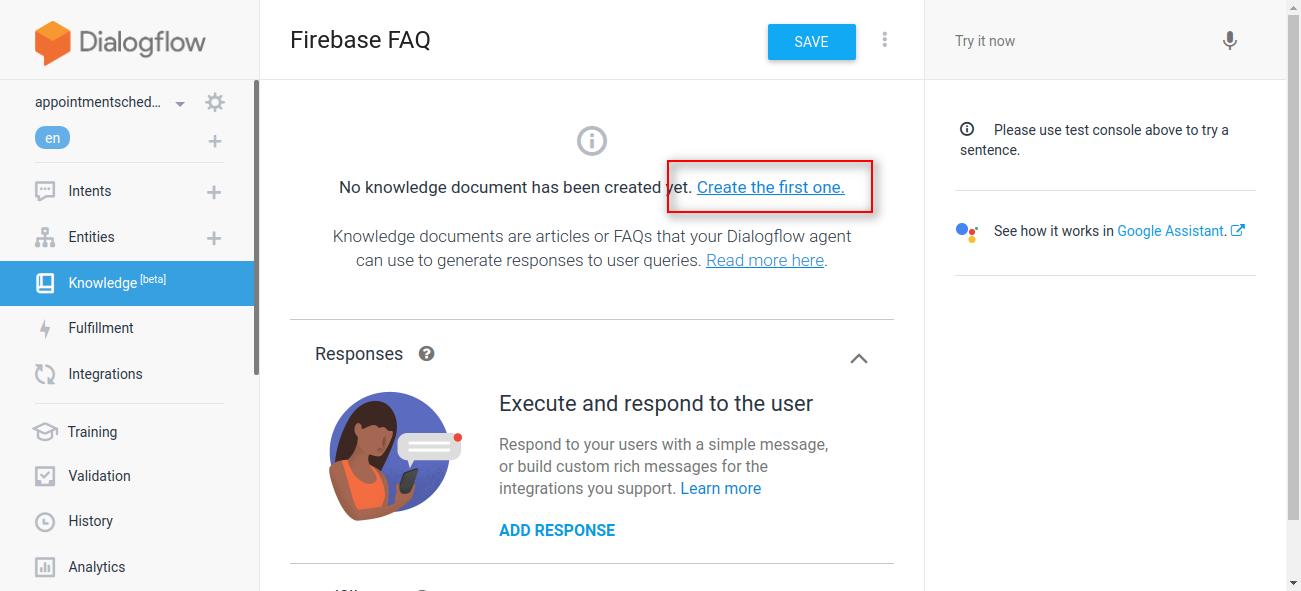 Dialogflow
Firebase FAQ
SAVE
Try it now
appointmentsched...
en
Intents
Entities
Knowledge [beta]
Fulfillment
Integrations
Training
Validation
History
Analytics
No knowledge document has been created yet. Create the first one.
Knowledge documents are articles or FAQs that your Dialogflow agent
can use to generate responses to user queries. Read more here.
Responses
Execute and respond to the user
Respond to your users with a simple message,
or build custom rich messages for the
integrations you support. Learn more
ADD RESPONSE
Please use test console above to try a
sentence.
See how it works in Google Assistant.